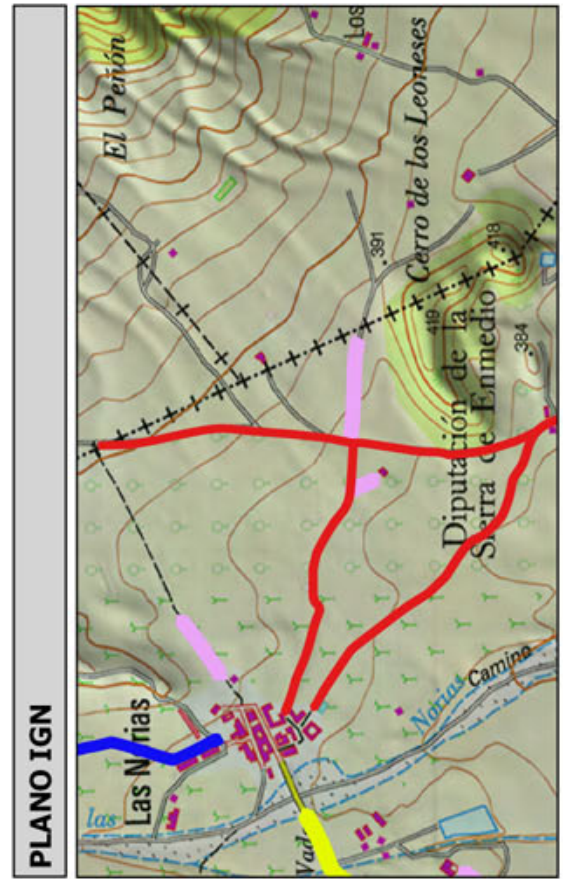 PLANO IGN
El Peñón
LOS
Cerro de los Leoneses
391
418
419
384
Diputación de la
Sierra de Enmedio
Las Norias
las
Norias
Camino
Vad